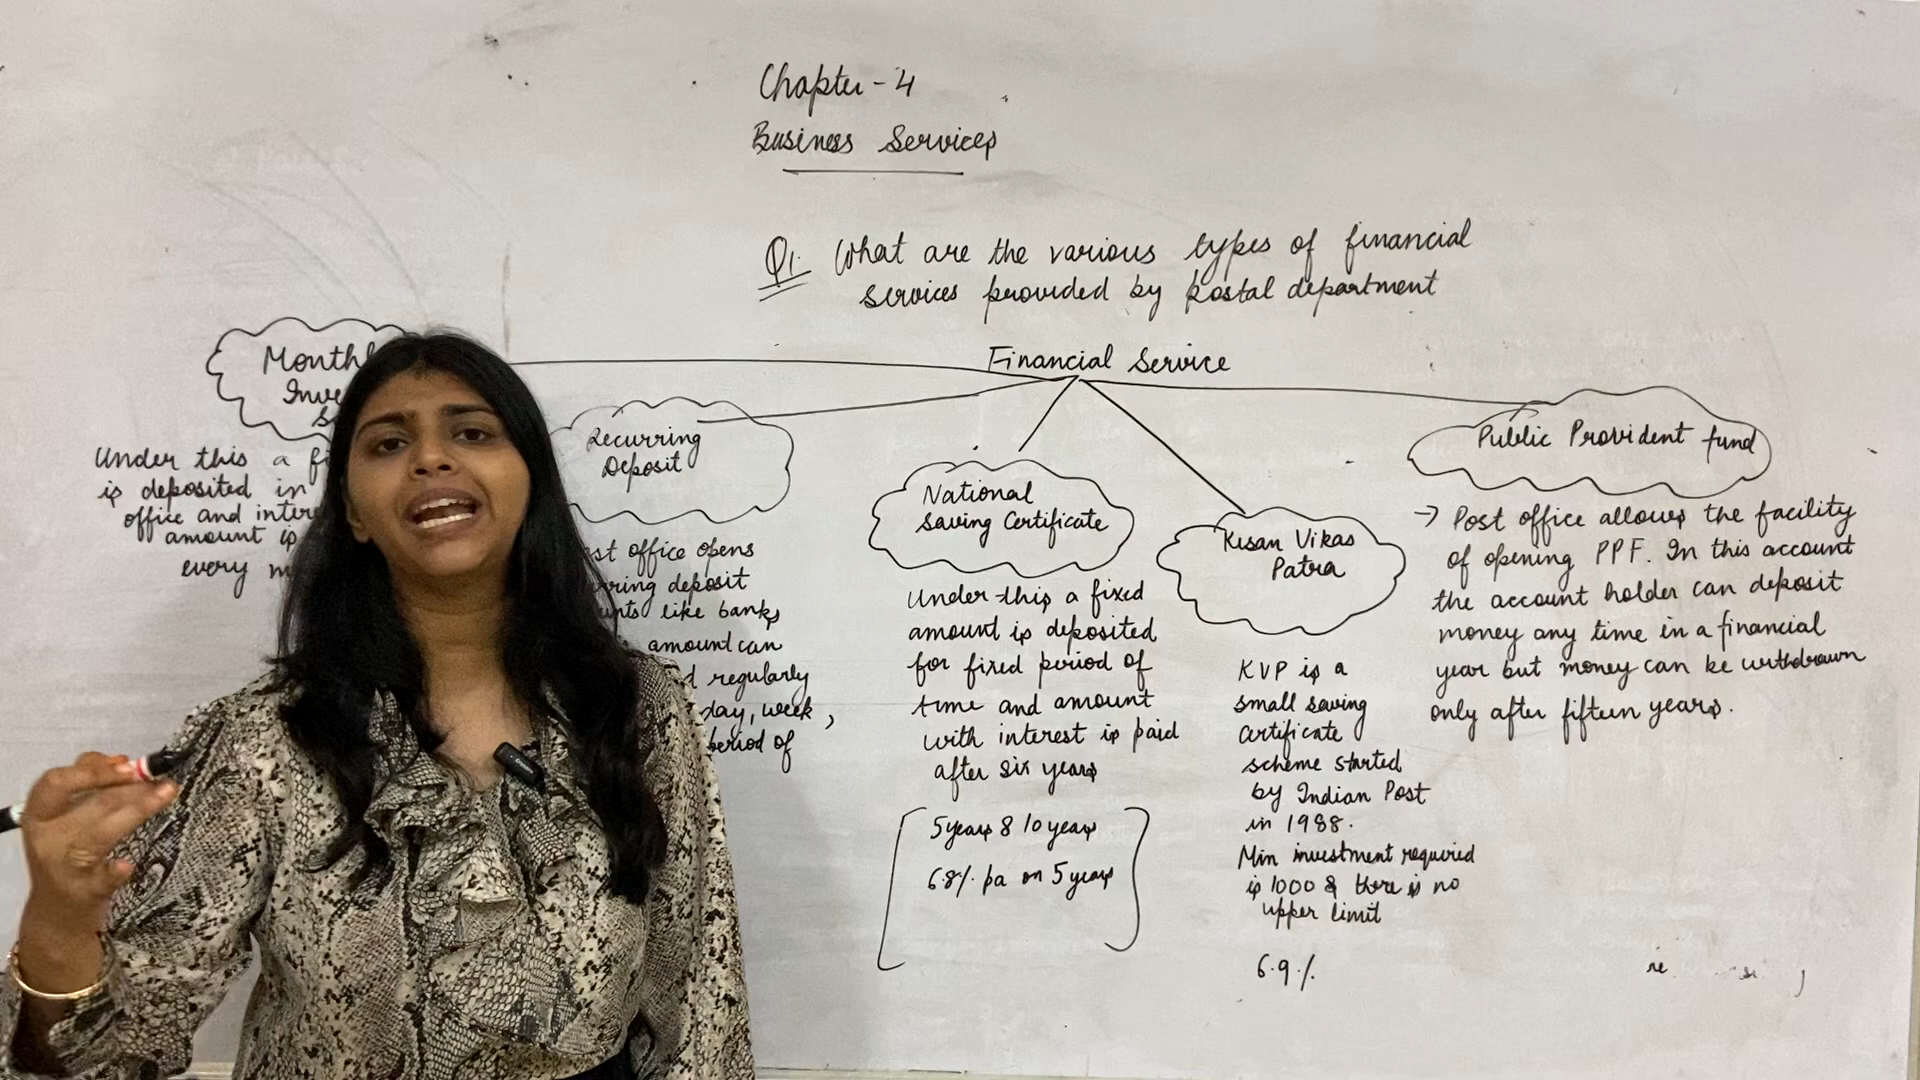 Chapter-4
Business Services
Q1. What are the various types of financial
services provided by postal department
Financial Service
Under this a
is deposited in
office and
amount is
every
Recurring
Deposit
office opens
deposit
like banks
amount can
regularly
day, week,
period of
National
Saving Certificate
Under this a fixed
amount is deposited
for fixed period of
time and amount
with interest is paid
after six years
5 years & 10 years
6.8% pa on 5 years
Kisan Vikas
Patra
KVP is a
small saving
certificate
scheme started
by Indian Post
in 1988.
Min investment required
is 1000 & there is no
upper limit
6.9%
Public Provident fund
→ Post office allows the facility
of opening PPF. In this account
the account holder can deposit
money any time in a financial
year but money can be withdrawn
only after fifteen years.